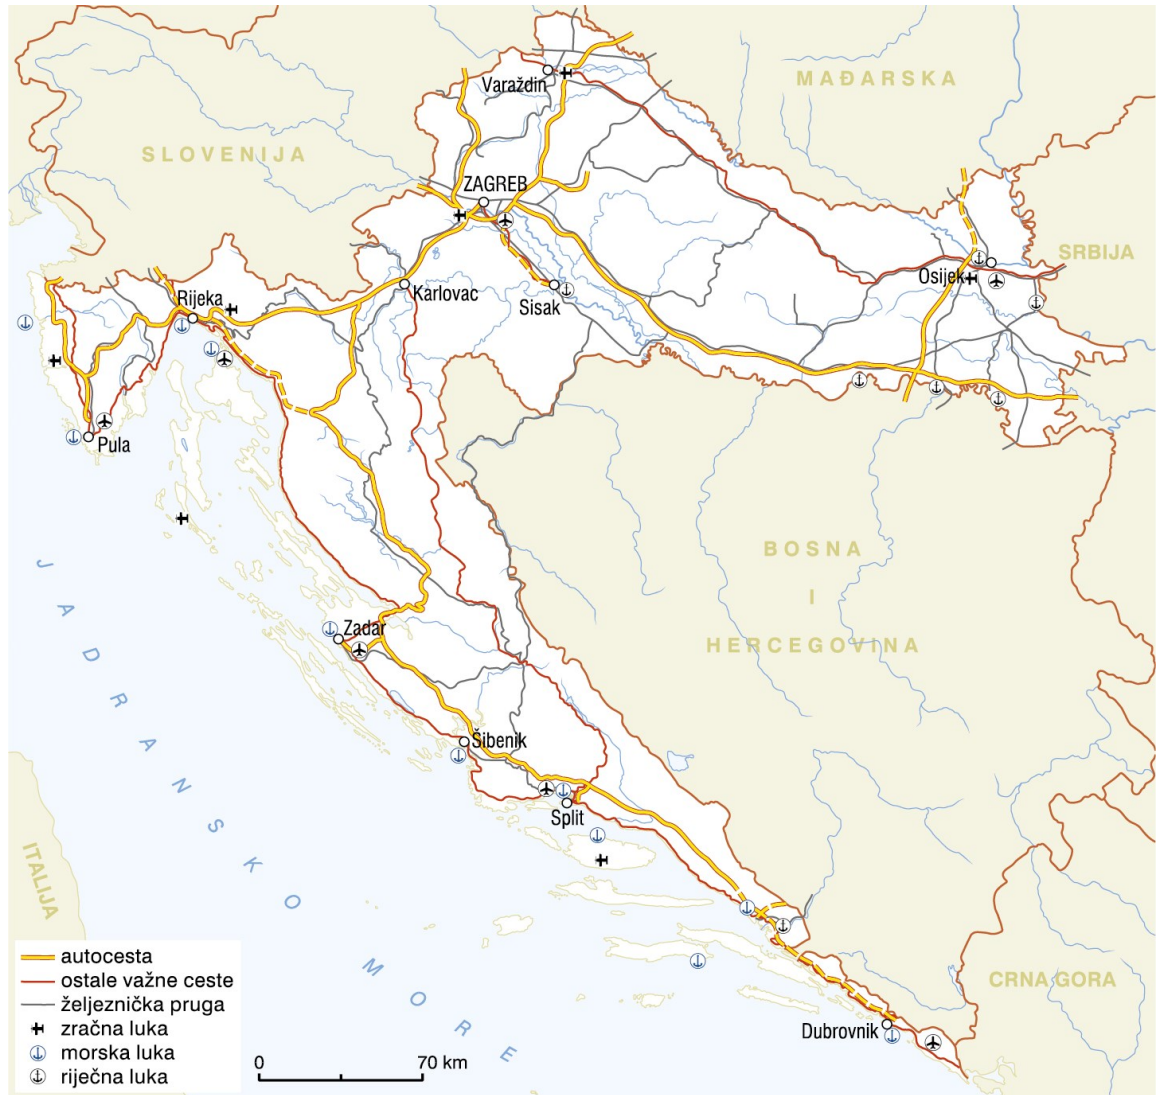 MAĐARSKA
Varaždin
SLOVENIJA
ZAGREB
SRBIJA
Osijek
Rijeka
Karlovac
Sisak
Pula
BOSNA
I
HERCEGOVINA
JADRANSKO MORE
Zadar
Šibenik
Split
ITALIJA
CRNA GORA
Dubrovnik
autocesta
ostale važne ceste
željeznička pruga
zračna luka
morska luka
riječna luka
0 70 km